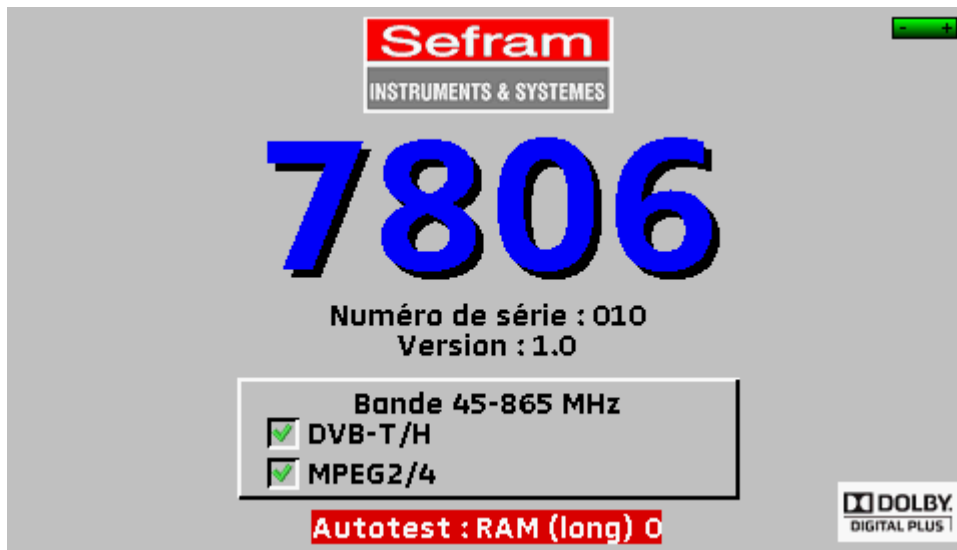 Sefram
INSTRUMENTS & SYSTEMES
- +
7806
Numéro de série : 010
Version : 1.0
Bande 45-865 MHz
DVB-T/H
MPEG2/4
Autotest : RAM (long) 0
DOLBY.
DIGITAL PLUS